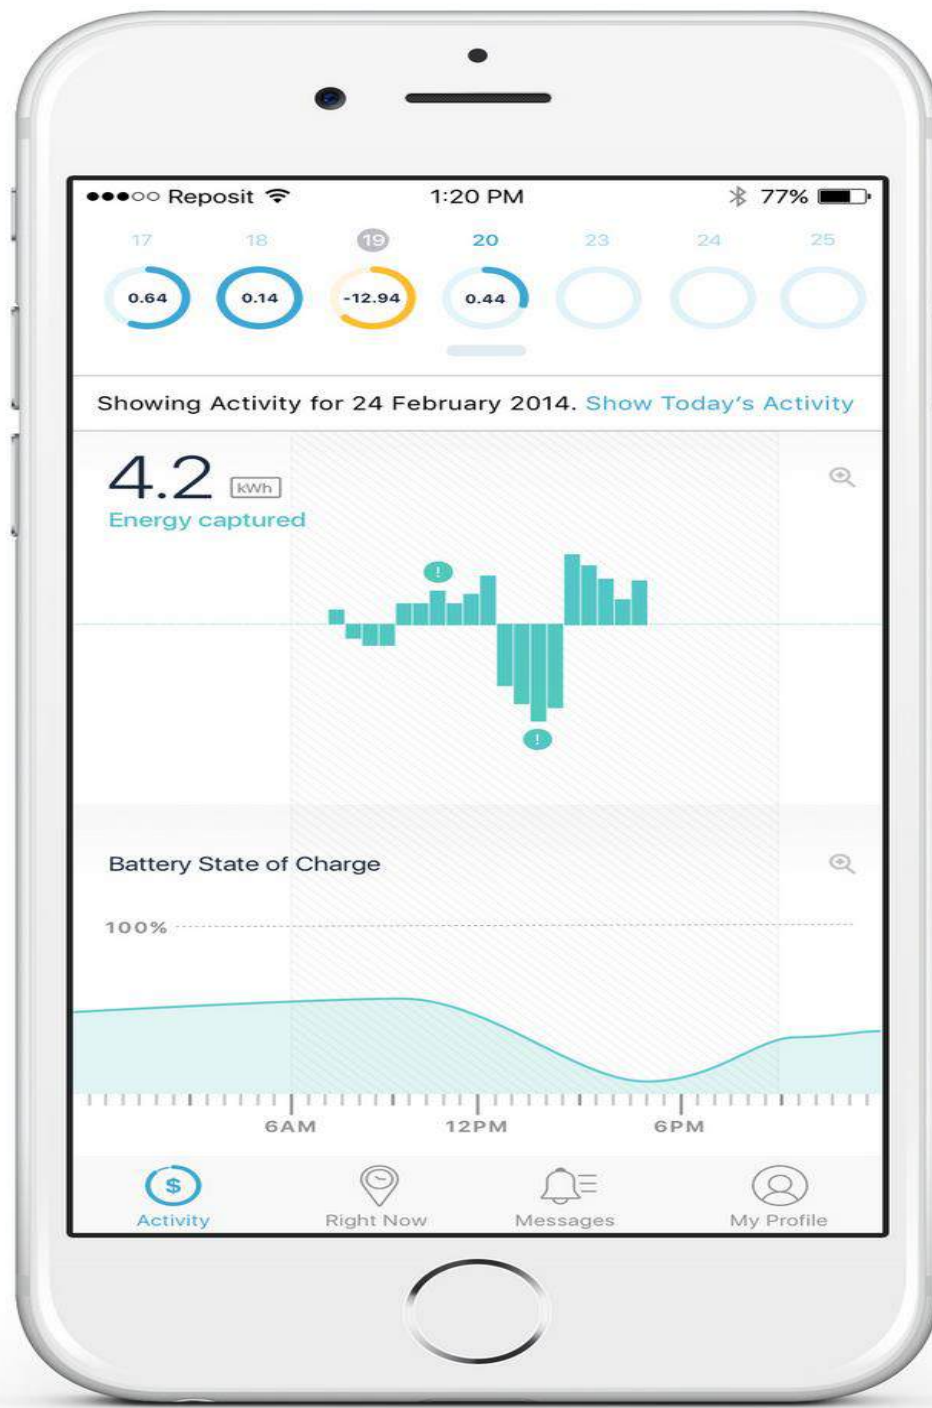 Reposit 1:20 PM 77%
17 18 19 20 23 24 25
0.64 0.14 -12.94 0.44
Showing Activity for 24 February 2014. Show Today's Activity
4.2 kWh
Energy captured
!
!
Battery State of Charge
100%
6AM 12PM 6PM
$
Activity Right Now Messages My Profile